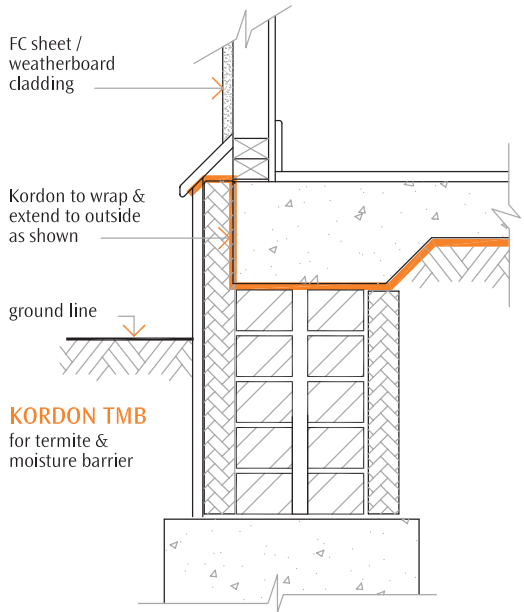 FC sheet /
weatherboard
cladding
Kordon to wrap &
extend to outside
as shown
ground line
KORDON TMB
for termite &
moisture barrier